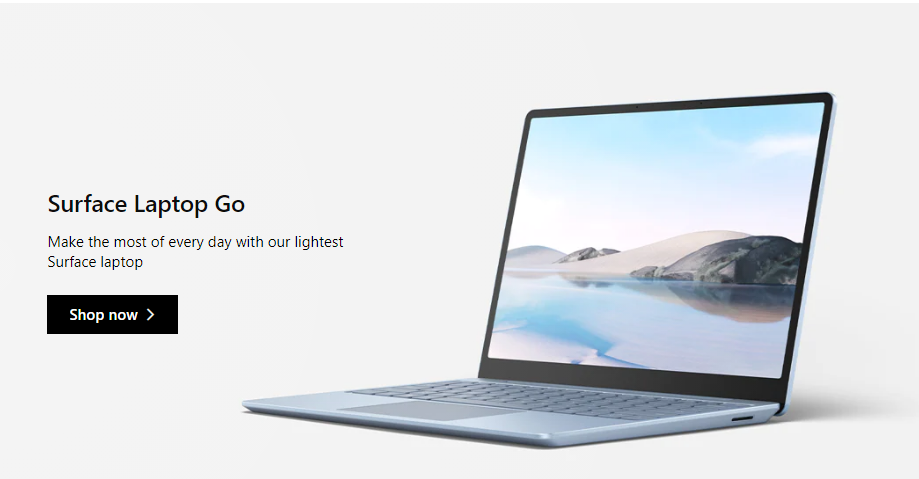 Surface Laptop Go
Make the most of every day with our lightest
Surface laptop
Shop now